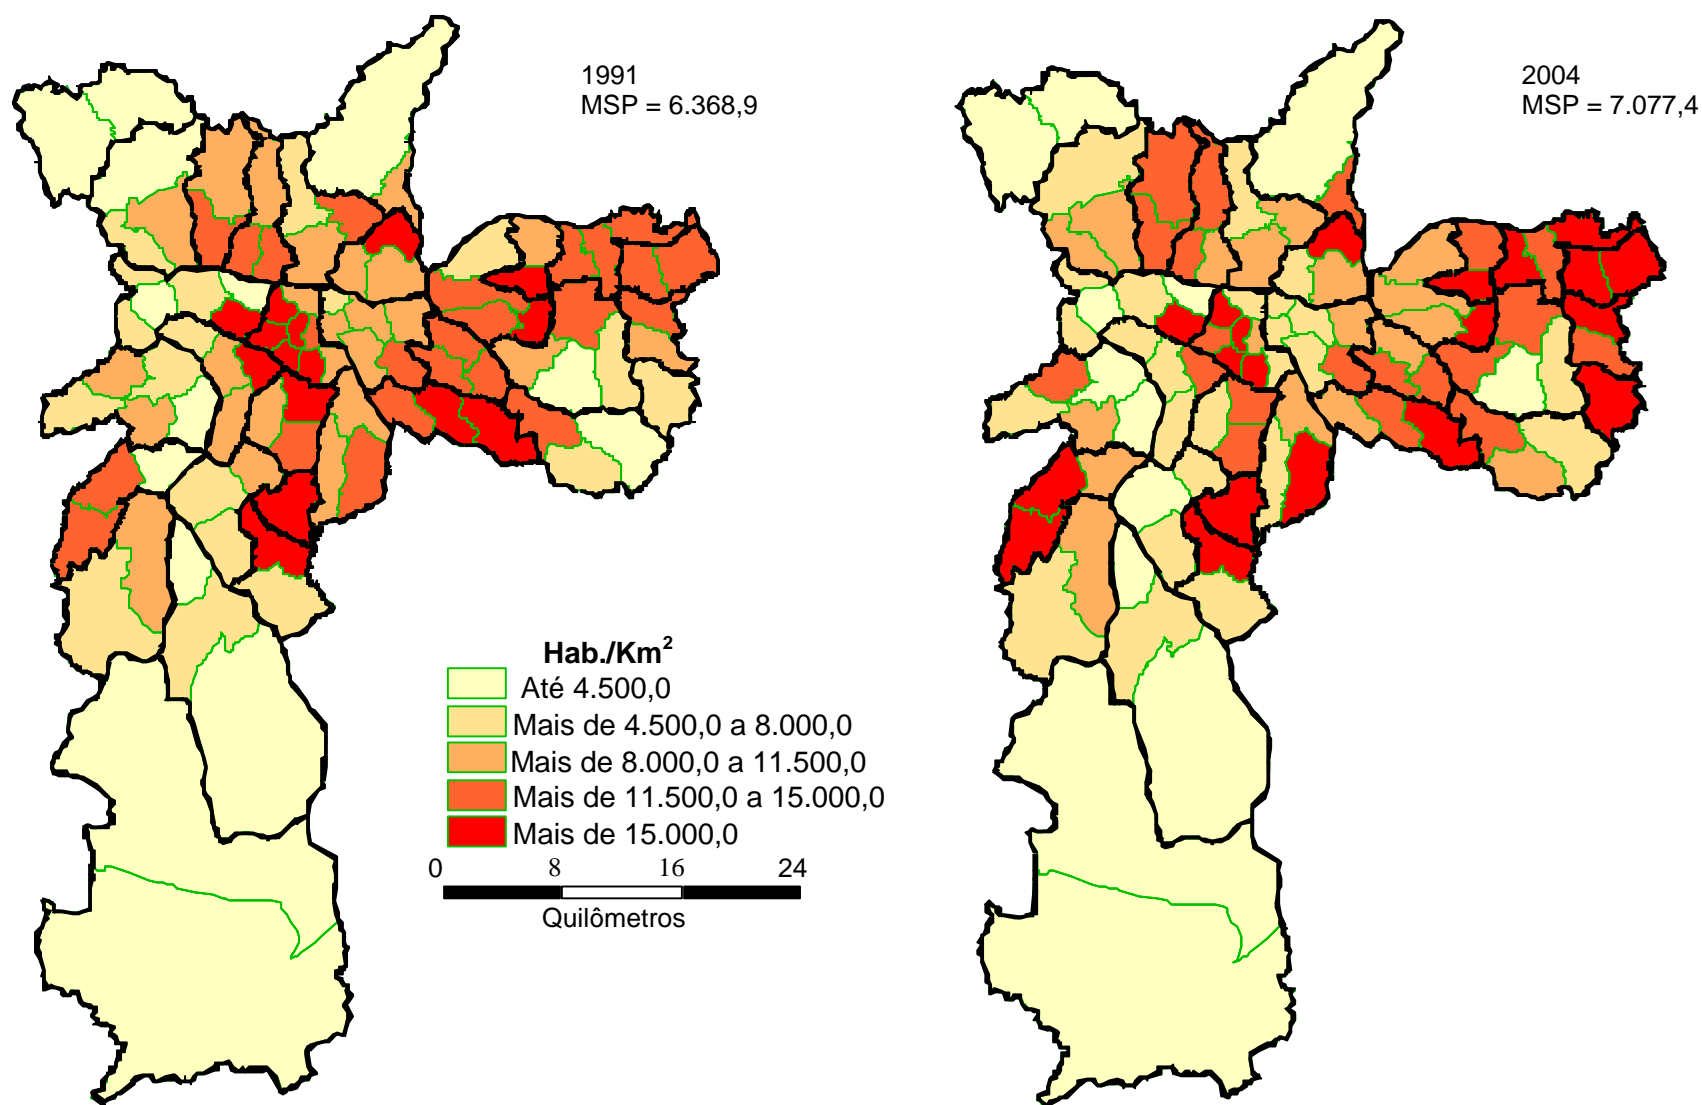 1991
MSP = 6.368,9
2004
MSP = 7.077,4
Hab./Km²
Até 4.500,0
Mais de 4.500,0 a 8.000,0
Mais de 8.000,0 a 11.500,0
Mais de 11.500,0 a 15.000,0
Mais de 15.000,0
0 8 16 24
Quilômetros